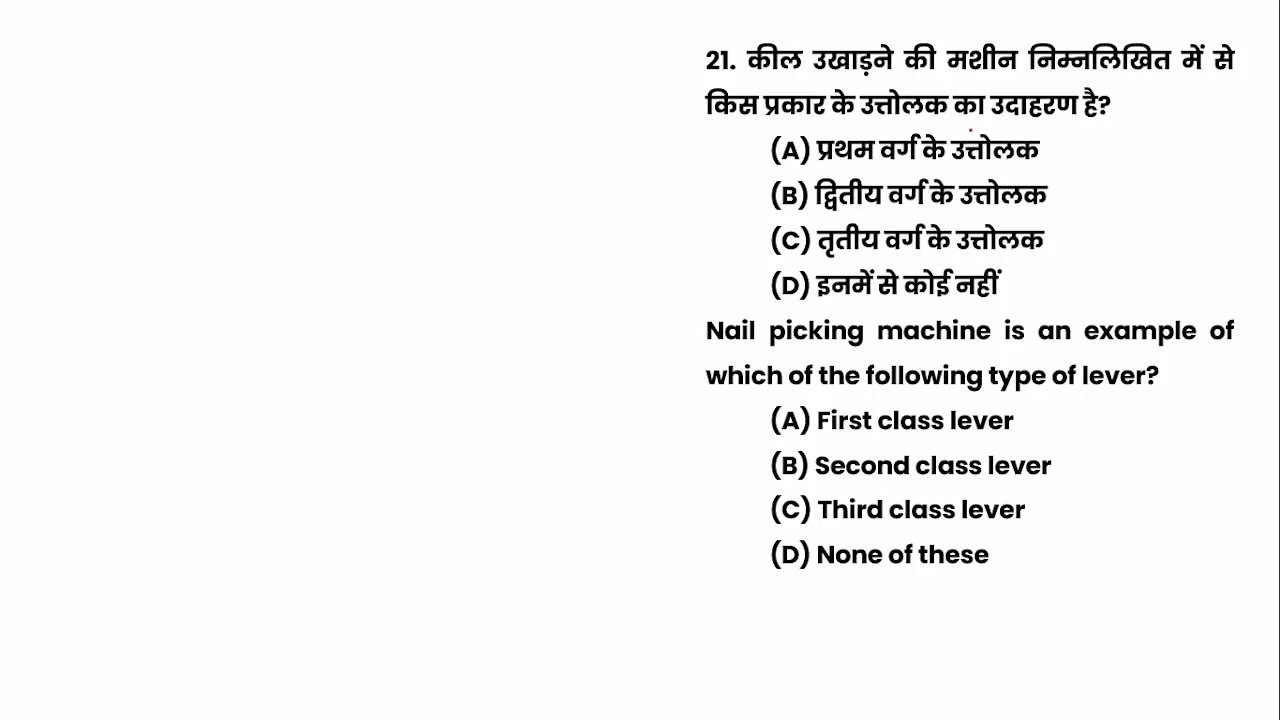 21. कील उखाड़ने की मशीन निम्नलिखित में से
किस प्रकार के उत्तोलक का उदाहरण है?
(A) प्रथम वर्ग के उत्तोलक
(B) द्वितीय वर्ग के उत्तोलक
(C) तृतीय वर्ग के उत्तोलक
(D) इनमें से कोई नहीं
Nail picking machine is an example of
which of the following type of lever?
(A) First class lever
(B) Second class lever
(C) Third class lever
(D) None of these